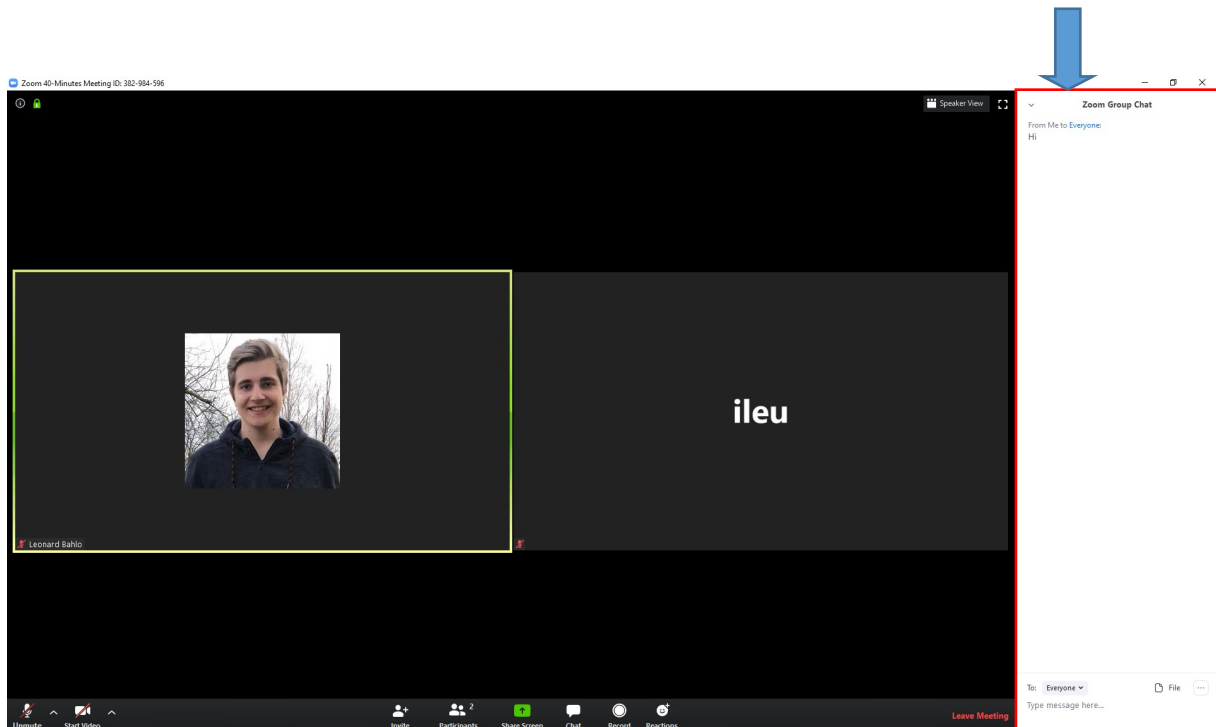 Zoom 40-Minutes Meeting ID: 382-984-596
Speaker View
Zoom Group Chat
From Me to Everyone:
Hi
ileu
Leonard Bahlo
To: Everyone
File
Type message here...
Unmute
Start Video
Invite
Participants
2
Share Screen
Chat
Record
Reactions
Leave Meeting